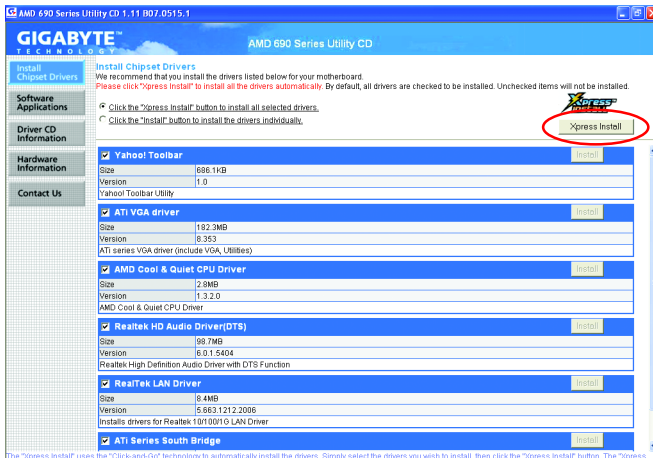 AMD 690 Series Utility CD 1.11 B07.0515.1
GIGABYTE™
TECHNOLOGY
AMD 690 Series Utility CD
Install
Chipset Drivers
Software
Applications
Driver CD
Information
Hardware
Information
Contact Us
Install Chipset Drivers
We recommend that you install the drivers listed below for your motherboard.
Please click "Xpress Install" to install all the drivers automatically. By default, all drivers are checked to be installed. Unchecked items will not be installed.
Click the "Xpress Install" button to install all selected drivers.
Click the "Install" button to install the drivers individually.
Xpress™
INSTALL
Xpress Install
Yahoo! Toolbar
Install
Size 686.1KB
Version 1.0
Yahoo! Toolbar Utility
ATi VGA driver
Install
Size 182.3MB
Version 8.353
ATi series VGA driver (include VGA, Utilities)
AMD Cool & Quiet CPU Driver
Install
Size 2.8MB
Version 1.3.2.0
AMD Cool & Quiet CPU Driver
Realtek HD Audio Driver(DTS)
Install
Size 98.7MB
Version 6.0.1.5404
Realtek High Definition Audio Driver with DTS Function
RealTek LAN Driver
Install
Size 8.4MB
Version 5.663.1212.2006
Installs drivers for Realtek 10/100/1G LAN Driver
ATi Series South Bridge
Install
The "Xpress Install" uses the "Click-and-Go" technology to automatically install the drivers. Simply select the drivers you wish to install, then click the "Xpress Install" button. The "Xpress